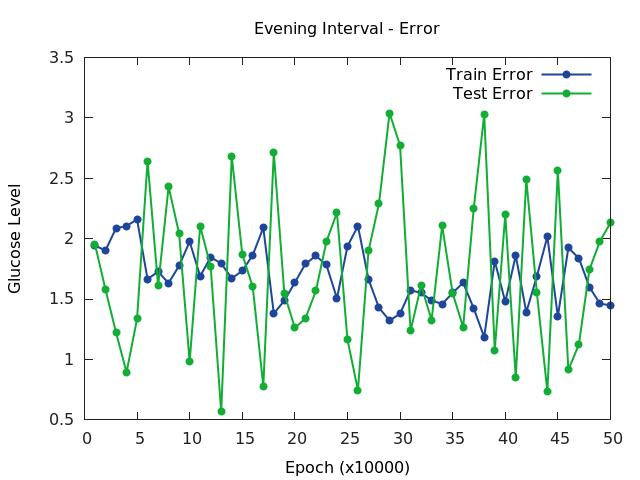 Evening Interval - Error
Train Error
Test Error
3.5
3
2.5
2
1.5
1
0.5
Glucose Level
0 5 10 15 20 25 30 35 40 45 50
Epoch (x10000)